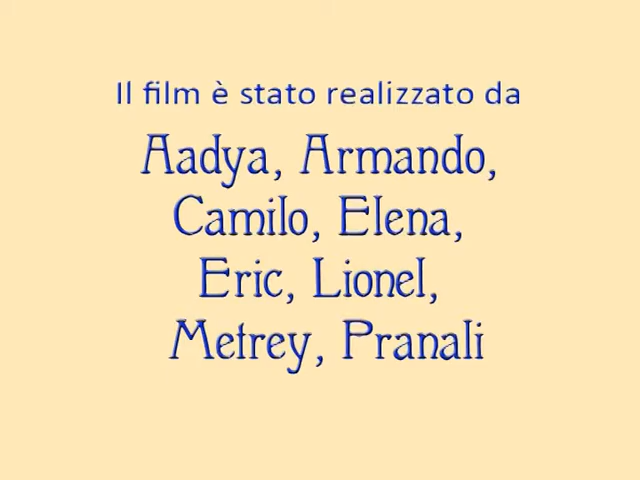 Il film è stato realizzato da
Aadya, Armando,
Camilo, Elena,
Eric, Lionel,
Metrey, Pranali